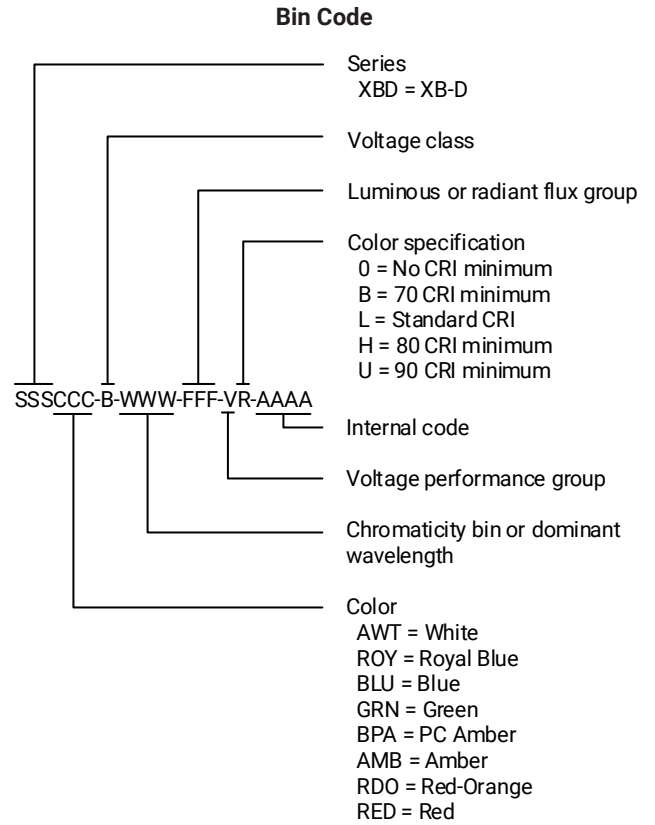 Bin Code
Series
XBD = XB-D
Voltage class
Luminous or radiant flux group
Color specification
0 = No CRI minimum
B = 70 CRI minimum
L = Standard CRI
H = 80 CRI minimum
U = 90 CRI minimum
SSSCCC-B-WWW-FFF-VR-AAAA
Internal code
Voltage performance group
Chromaticity bin or dominant
wavelength
Color
AWT = White
ROY = Royal Blue
BLU = Blue
GRN = Green
BPA = PC Amber
AMB = Amber
RDO = Red-Orange
RED = Red